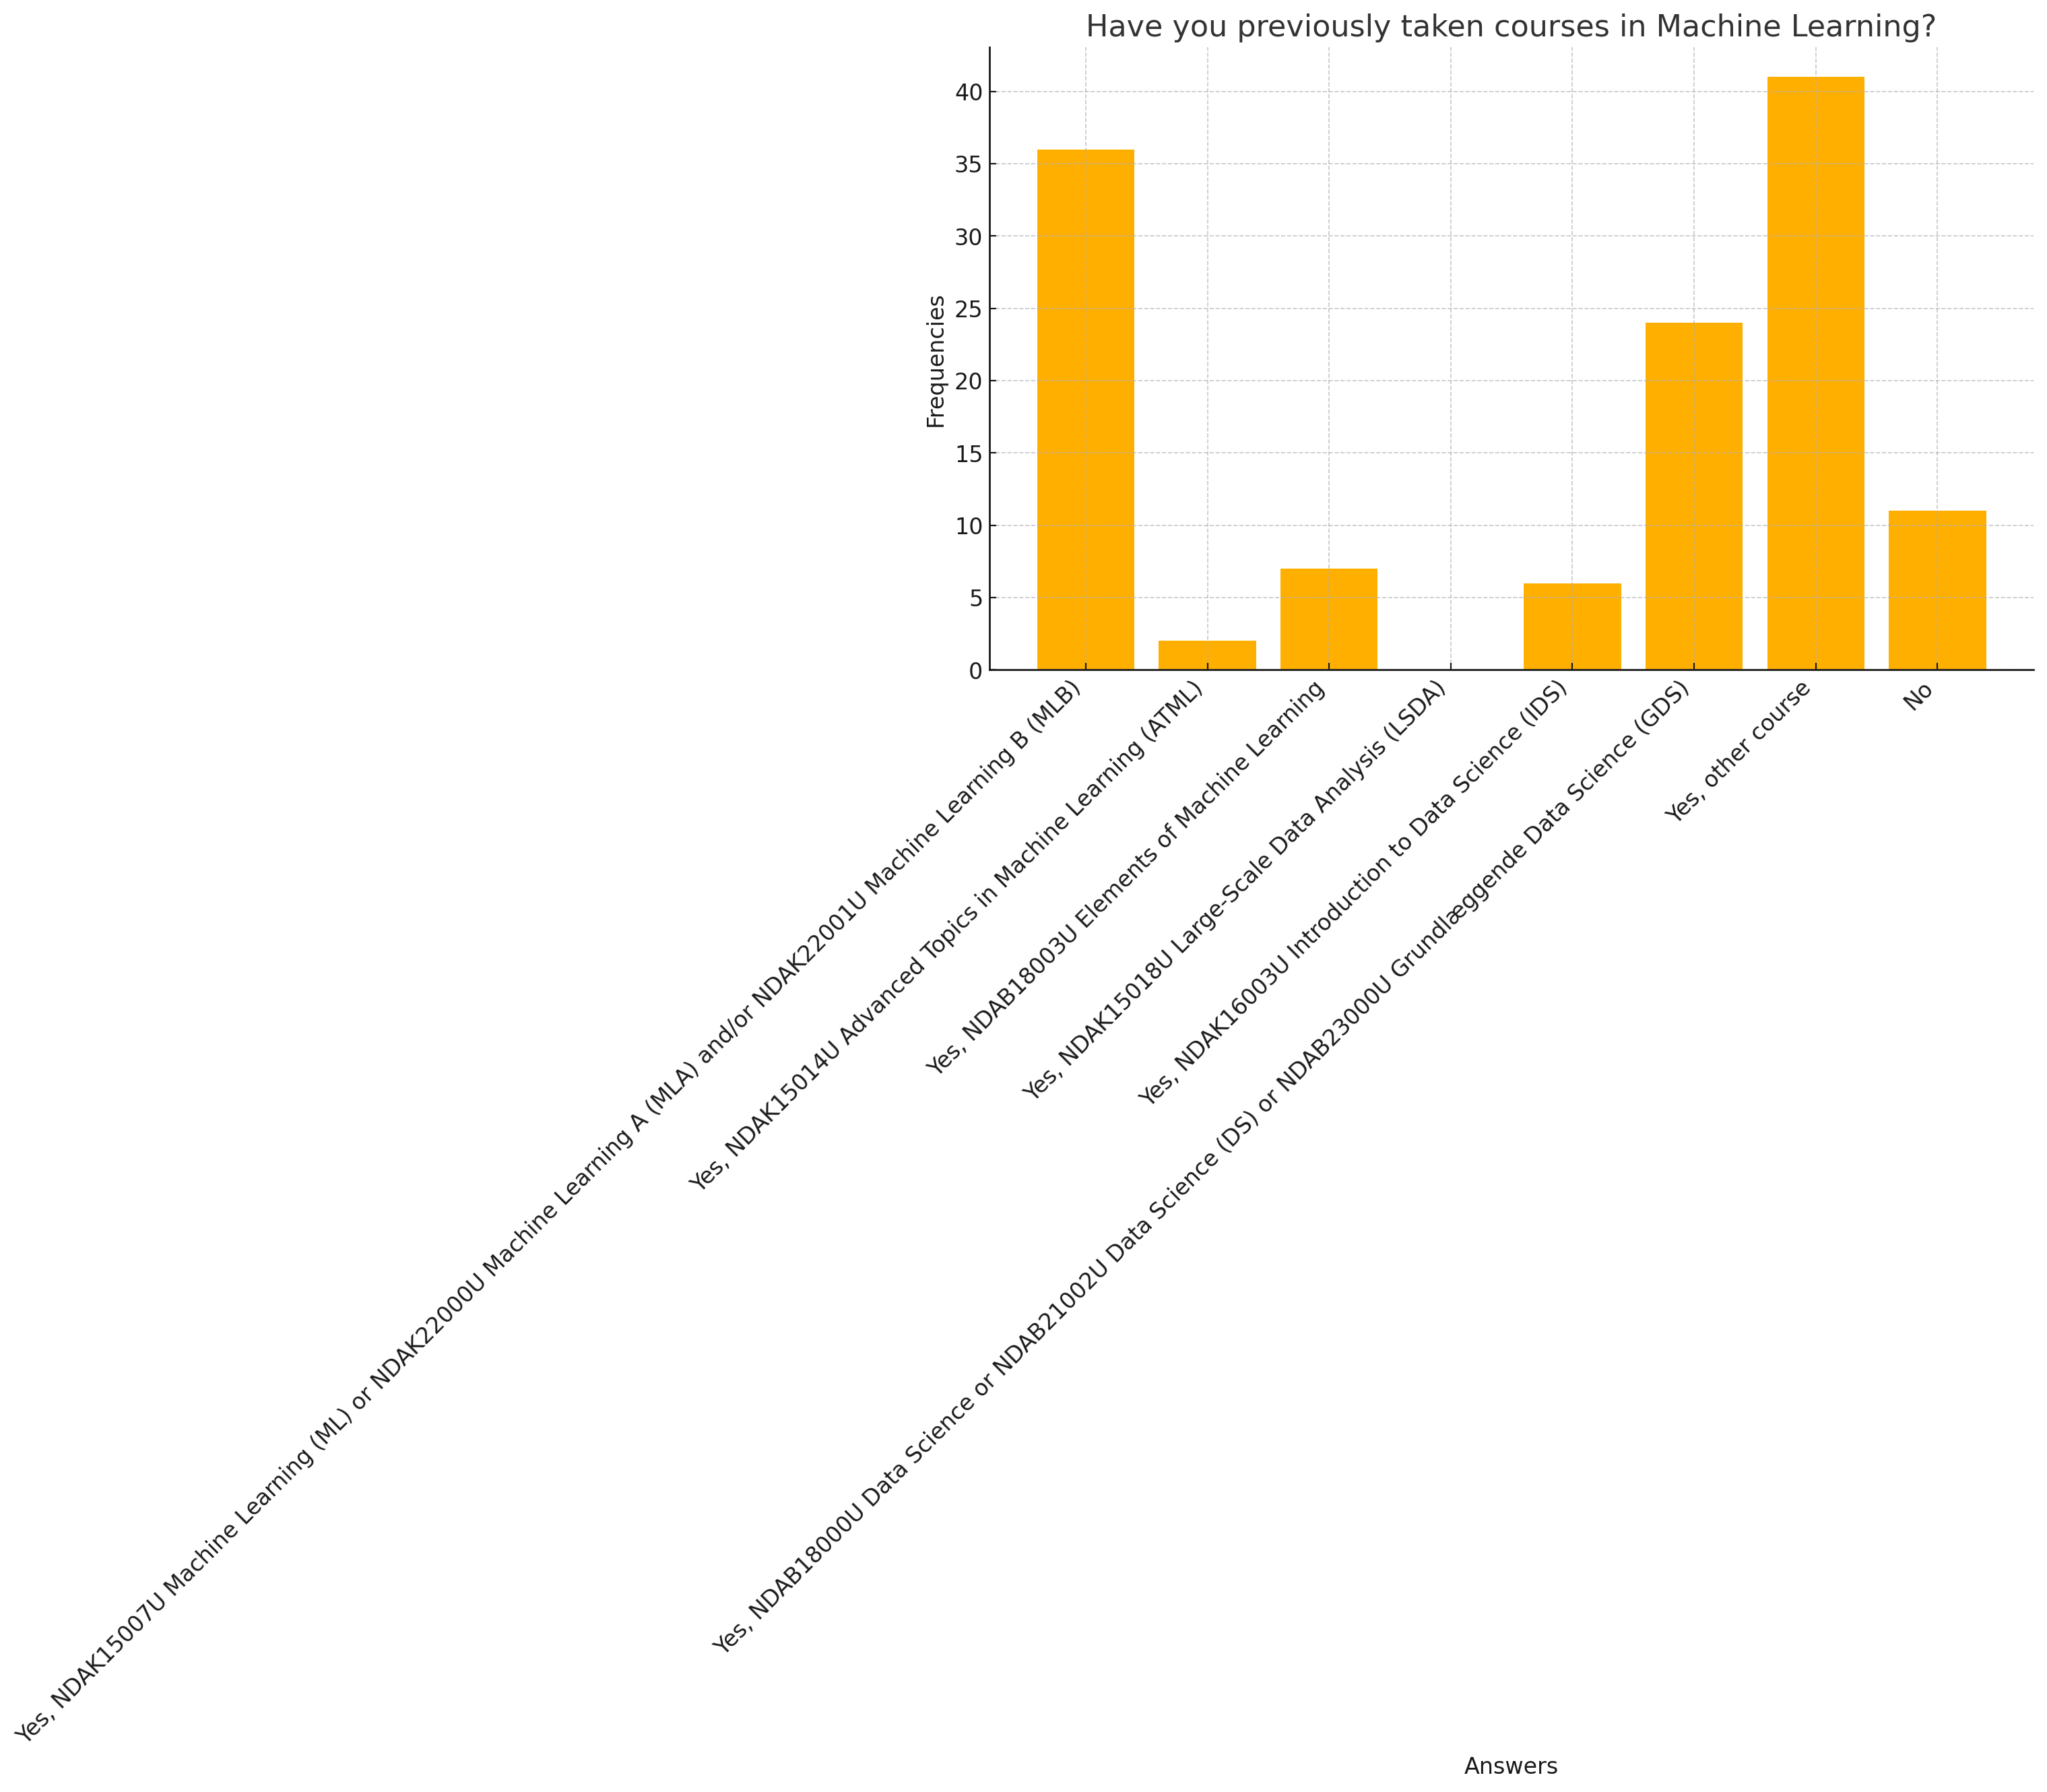 Have you previously taken courses in Machine Learning?
Frequencies
40
35
30
25
20
15
10
5
0
Yes, NDAK15007U Machine Learning (ML) or NDAK22000U Machine Learning A (MLA) and/or NDAK22001U Machine Learning B (MLB)
Yes, NDAK15014U Advanced Topics in Machine Learning (ATML)
Yes, NDAB18003U Elements of Machine Learning
Yes, NDAK15018U Large-Scale Data Analysis (LSDA)
Yes, NDAK16003U Introduction to Data Science (IDS)
Yes, NDAB18000U Data Science or NDAB21002U Data Science (DS) or NDAB23000U Grundlæggende Data Science (GDS)
Yes, other course
No
Answers